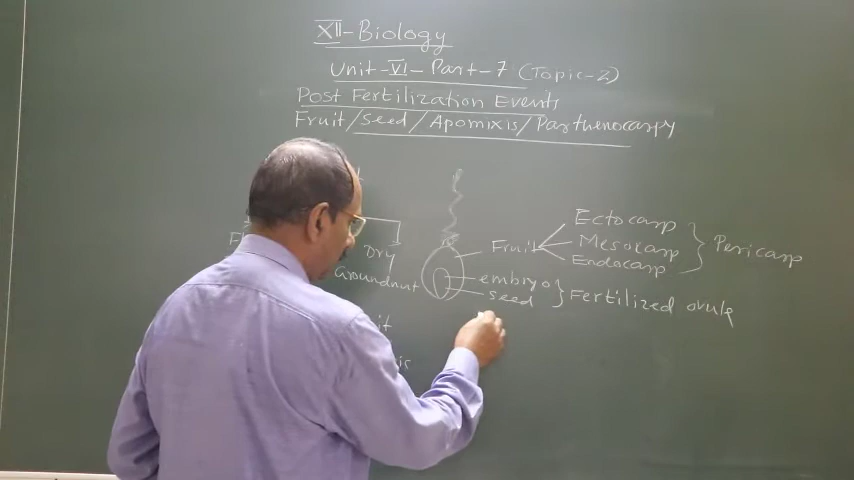 XII-Biology
Unit-VI-Part-7 (Topic-2)
Post Fertilization Events
Fruit/Seed/Apomixis/Parthenocarpy
Fruit
Ectocarp
Mesocarp
Endocarp
Pericarp
Dry
Groundnut
embryo
seed
Fertilized ovule